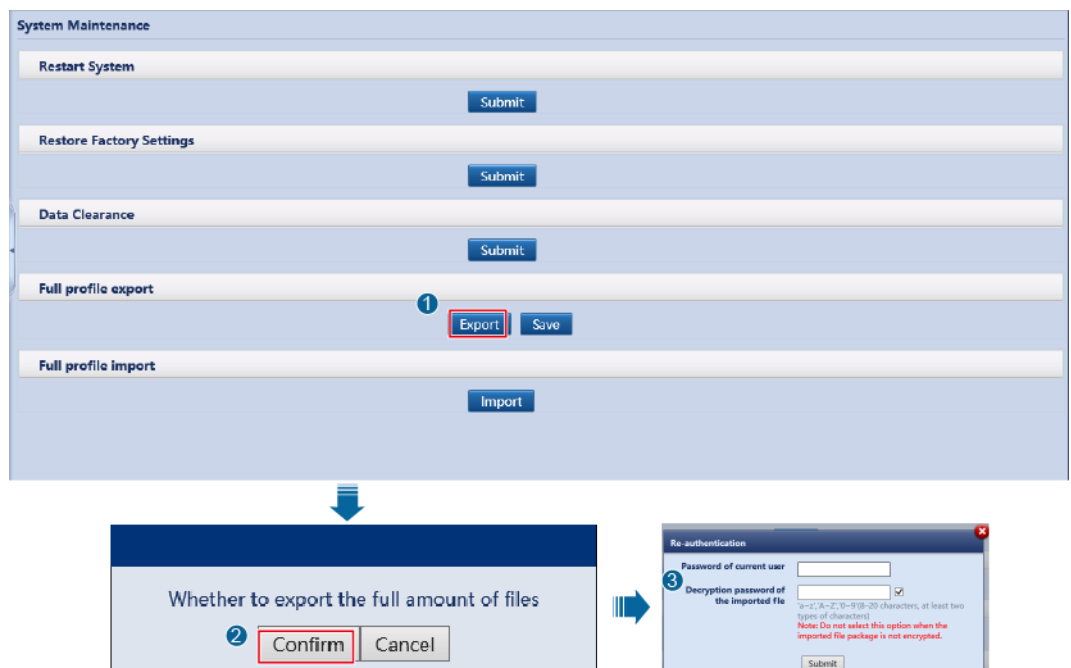 System Maintenance
Restart System
Submit
Restore Factory Settings
Submit
Data Clearance
Submit
Full profile export
1
Export Save
Full profile import
Import
Whether to export the full amount of files
2 Confirm Cancel
Re-authentication
Password of current user
3
Decryption password of
the imported file
'a~z','A~Z','0~9'(8~20 characters, at least two
types of characters)
Note: Do not select this option when the
imported file package is not encrypted.
Submit